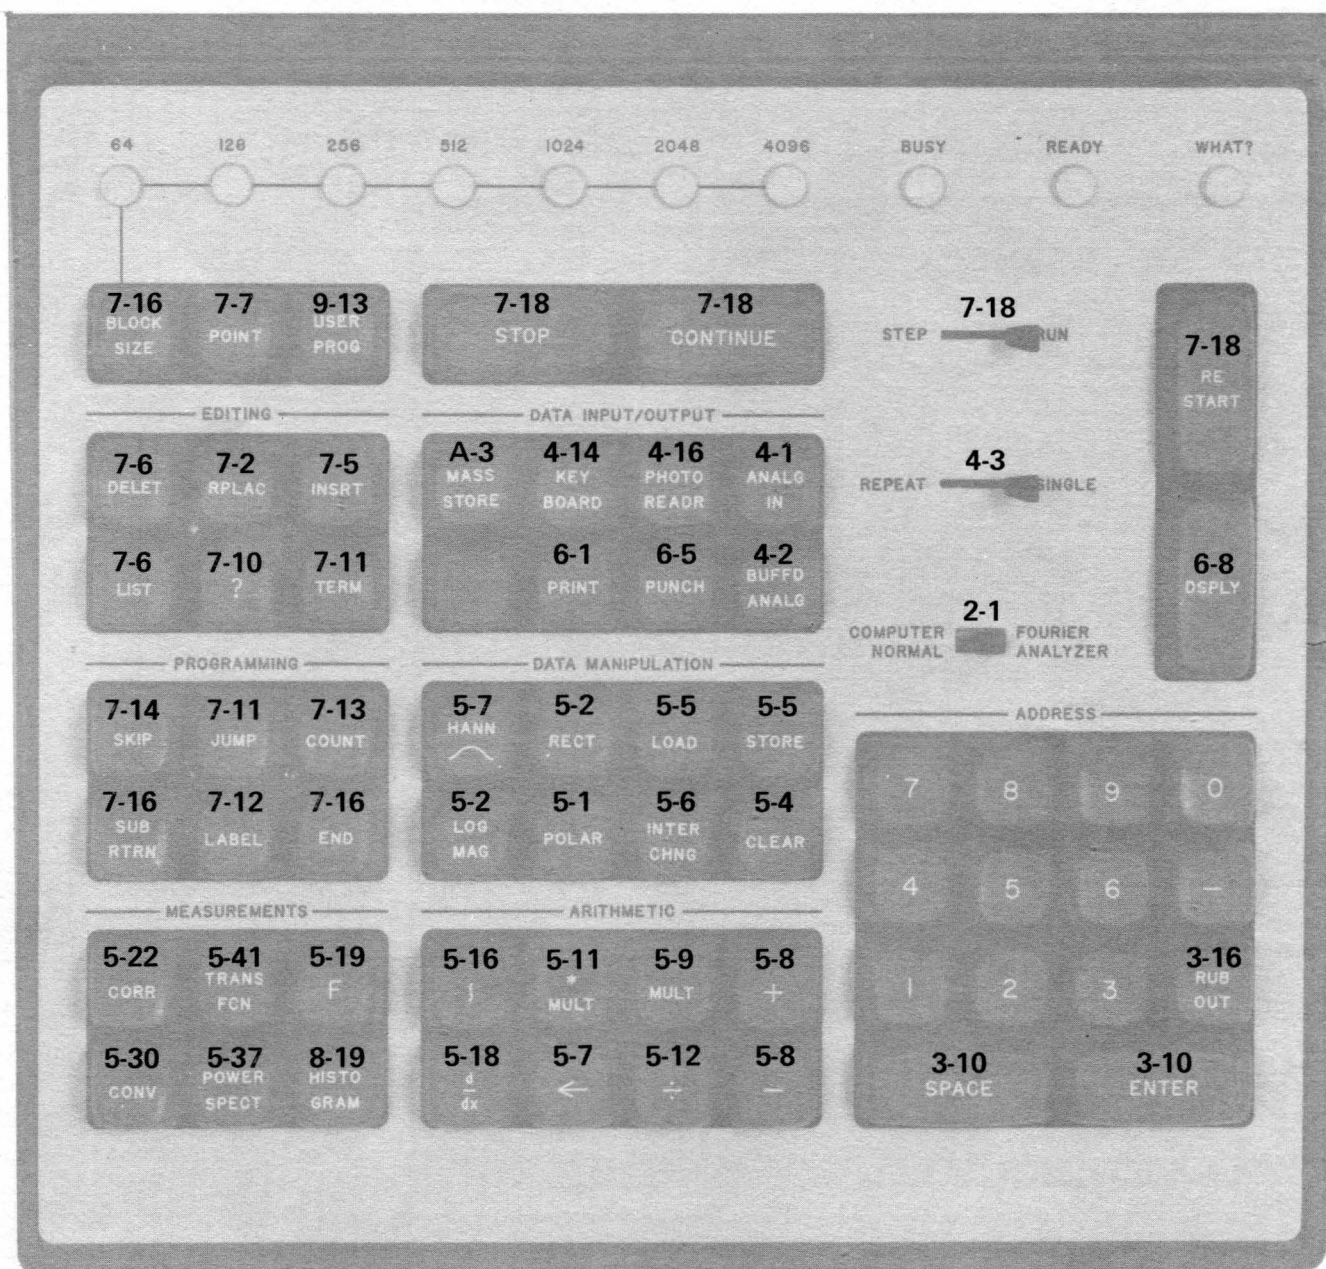 64 128 256 512 1024 2048 4096 BUSY READY WHAT?
7-16 7-7 9-13 7-18 7-18 7-18
BLOCK SIZE POINT USER PROG STOP CONTINUE STEP RUN
7-18
RE
START
EDITING DATA INPUT/OUTPUT
7-6 7-2 7-5 A-3 4-14 4-16 4-1 4-3
DELET RPLAC INSRT MASS STORE KEY BOARD PHOTO READR ANALG IN REPEAT SINGLE
7-6 7-10 7-11 6-1 6-5 4-2 6-8
LIST ? TERM PRINT PUNCH BUFFD ANALG DSPLY
2-1
COMPUTER NORMAL FOURIER ANALYZER
PROGRAMMING DATA MANIPULATION
7-14 7-11 7-13 5-7 5-2 5-5 5-5
SKIP JUMP COUNT HANN RECT LOAD STORE
7-16 7-12 7-16 5-2 5-1 5-6 5-4
SUB RTRN LABEL END LOG MAG POLAR INTER CHNG CLEAR
ADDRESS
7 8 9 0
4 5 6 —
1 2 3 3-16 RUB OUT
3-10 3-10
SPACE ENTER
MEASUREMENTS ARITHMETIC
5-22 5-41 5-19 5-16 5-11 5-9 5-8
CORR TRANS FCN F ∫ * MULT MULT +
5-30 5-37 8-19 5-18 5-7 5-12 5-8
CONV POWER SPECT HISTO GRAM d/dx ← ÷ −